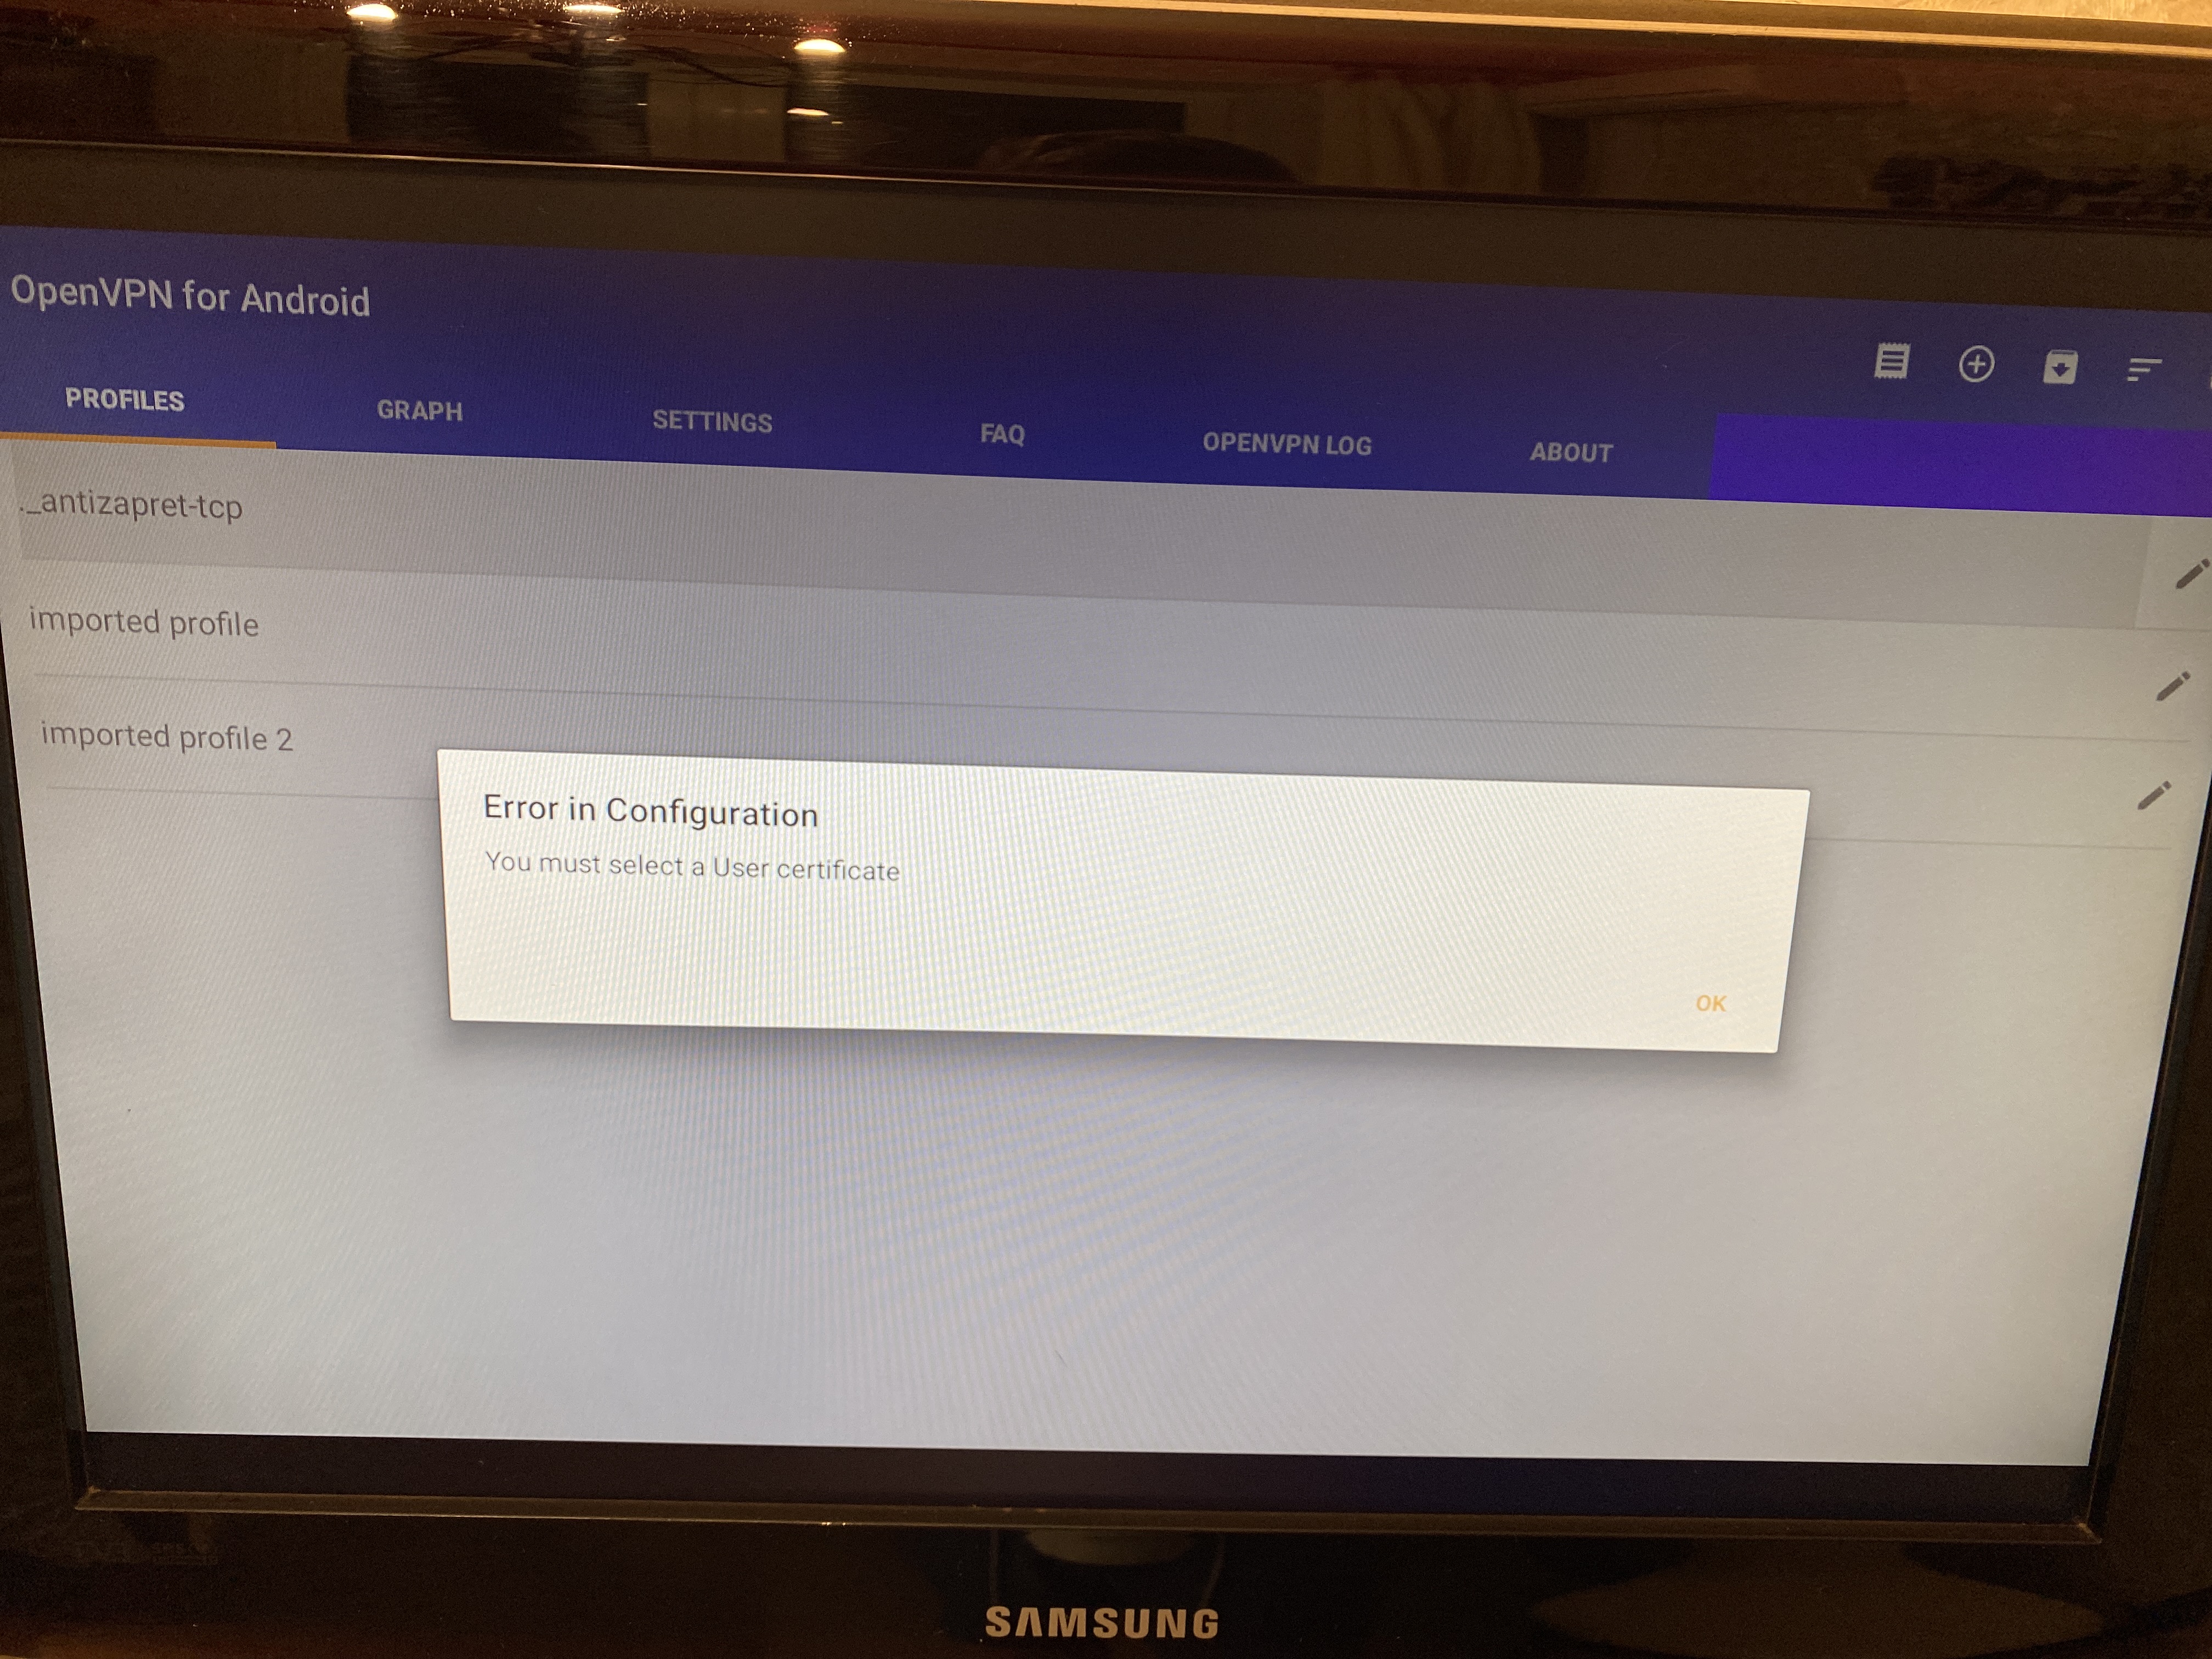 OpenVPN for Android
PROFILES GRAPH SETTINGS FAQ OPENVPN LOG ABOUT
._antizapret-tcp
imported profile
imported profile 2
Error in Configuration
You must select a User certificate
OK
SAMSUNG